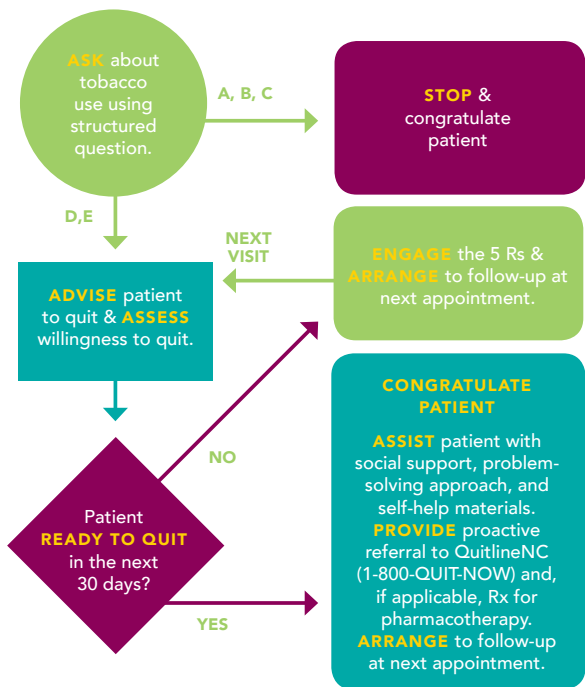 ASK about
tobacco
use using
structured
question.
A, B, C
STOP &
congratulate
patient
D,E
ADVISE patient
to quit & ASSESS
willingness to quit.
NEXT
VISIT
ENGAGE the 5 Rs &
ARRANGE to follow-up at
next appointment.
Patient
READY TO QUIT
in the next
30 days?
NO
YES
CONGRATULATE
PATIENT
ASSIST patient with
social support, problem-
solving approach, and
self-help materials.
PROVIDE proactive
referral to QuitlineNC
(1-800-QUIT-NOW) and,
if applicable, Rx for
pharmacotherapy.
ARRANGE to follow-up
at next appointment.